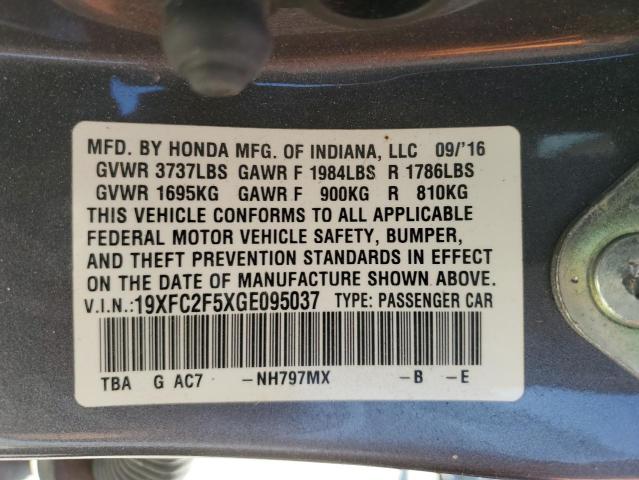 MFD. BY HONDA MFG. OF INDIANA, LLC 09/'16
GVWR 3737LBS GAWR F 1984LBS R 1786LBS
GVWR 1695KG GAWR F 900KG R 810KG
THIS VEHICLE CONFORMS TO ALL APPLICABLE
FEDERAL MOTOR VEHICLE SAFETY, BUMPER,
AND THEFT PREVENTION STANDARDS IN EFFECT
ON THE DATE OF MANUFACTURE SHOWN ABOVE.
V.I.N.:19XFC2F5XGE095037 TYPE: PASSENGER CAR
TBA G AC7 -NH797MX -B -E